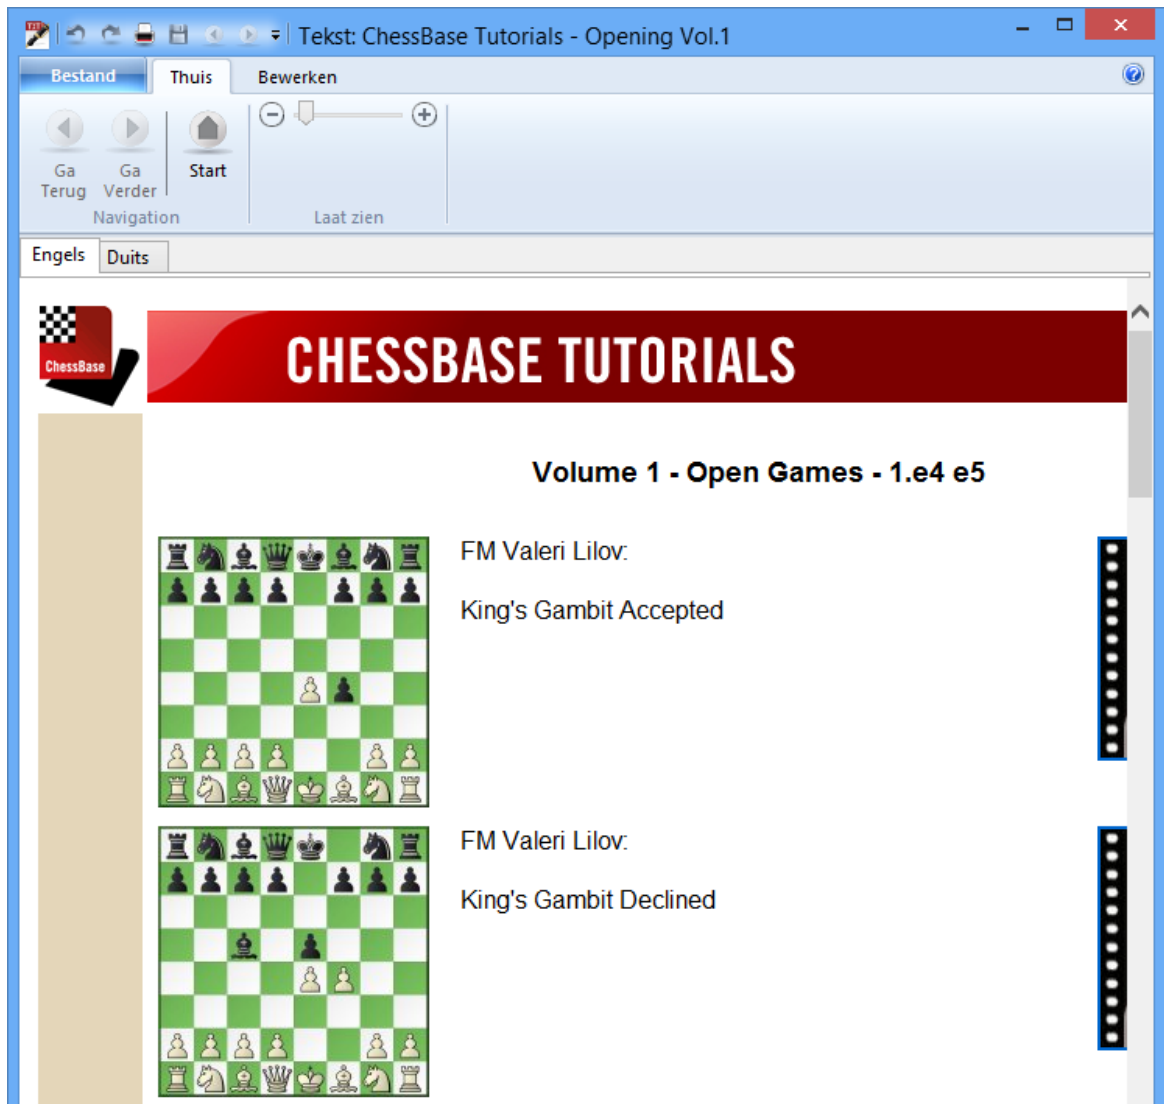 Tekst: ChessBase Tutorials - Opening Vol.1
Bestand
Thuis
Bewerken
Ga Terug
Ga Verder
Start
Navigation
Laat zien
Engels
Duits
ChessBase
CHESSBASE TUTORIALS
Volume 1 - Open Games - 1.e4 e5
FM Valeri Lilov:
King's Gambit Accepted
FM Valeri Lilov:
King's Gambit Declined